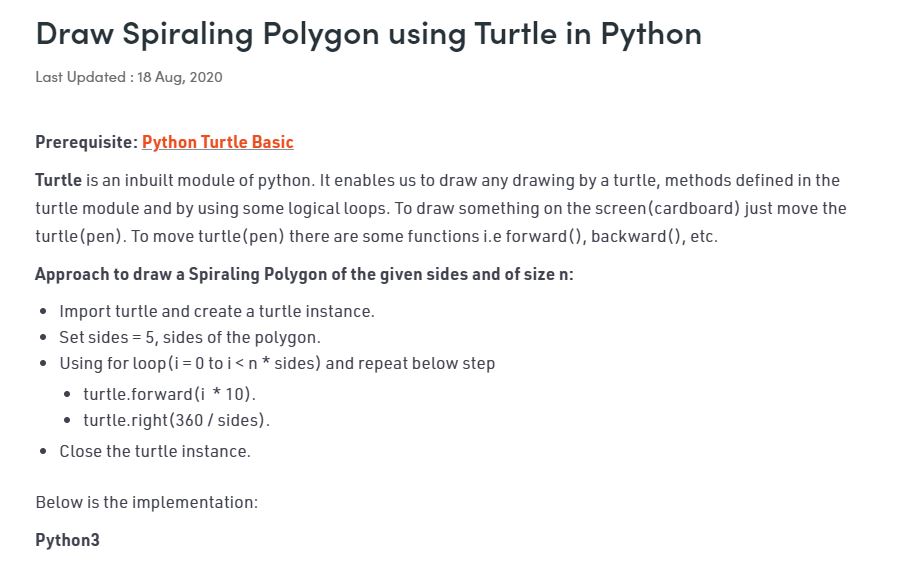 Draw Spiraling Polygon using Turtle in Python
Last Updated : 18 Aug, 2020
Prerequisite: Python Turtle Basic
Turtle is an inbuilt module of python. It enables us to draw any drawing by a turtle, methods defined in the
turtle module and by using some logical loops. To draw something on the screen(cardboard) just move the
turtle(pen). To move turtle(pen) there are some functions i.e forward(), backward(), etc.
Approach to draw a Spiraling Polygon of the given sides and of size n:
• Import turtle and create a turtle instance.
• Set sides = 5, sides of the polygon.
• Using for loop(i = 0 to i < n * sides) and repeat below step
• turtle.forward(i * 10).
• turtle.right(360 / sides).
• Close the turtle instance.
Below is the implementation:
Python3